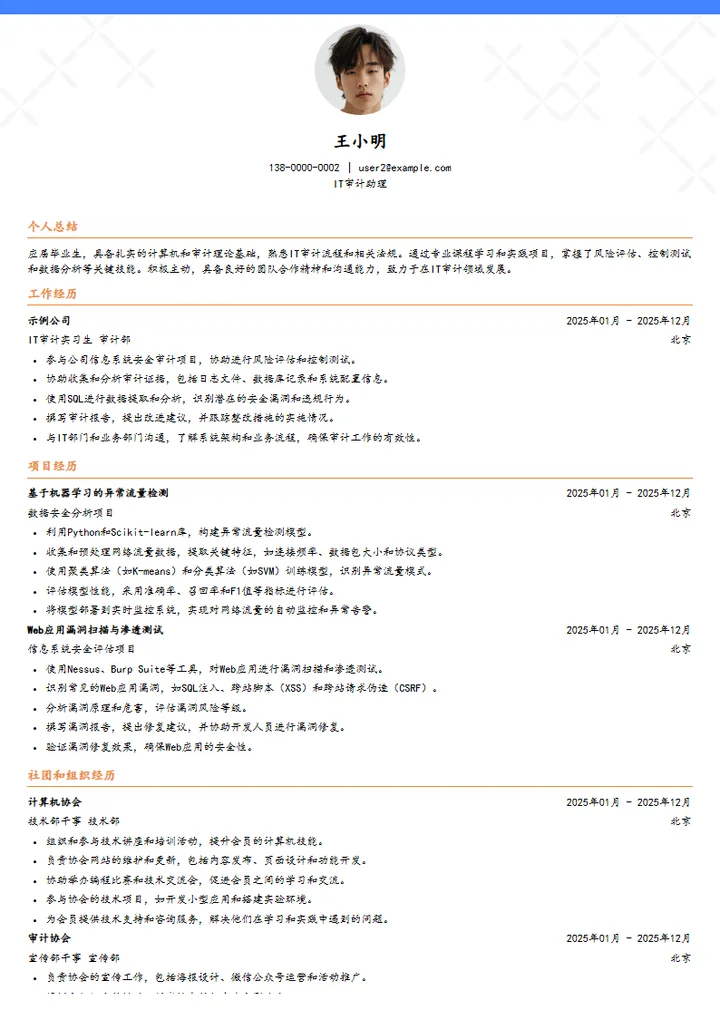 王小明
138-0000-0002 | user2@example.com
IT审计助理
个人总结
应届毕业生，具备扎实的计算机和审计理论基础，熟悉IT审计流程和相关法规。通过专业课程学习和实践项目，掌握了风险评估、控制测试
和数据分析等关键技能。积极主动，具备良好的团队合作精神和沟通能力，致力于在IT审计领域发展。
工作经历
示例公司 2025年01月 - 2025年12月
IT审计实习生 审计部 北京
• 参与公司信息系统安全审计项目，协助进行风险评估和控制测试。
• 协助收集和分析审计证据，包括日志文件、数据库记录和系统配置信息。
• 使用SQL进行数据提取和分析，识别潜在的安全漏洞和违规行为。
• 撰写审计报告，提出改进建议，并跟踪整改措施的实施情况。
• 与IT部门和业务部门沟通，了解系统架构和业务流程，确保审计工作的有效性。
项目经历
基于机器学习的异常流量检测 2025年01月 - 2025年12月
数据安全分析项目 北京
• 利用Python和Scikit-learn库，构建异常流量检测模型。
• 收集和预处理网络流量数据，提取关键特征，如连接频率、数据包大小和协议类型。
• 使用聚类算法（如K-means）和分类算法（如SVM）训练模型，识别异常流量模式。
• 评估模型性能，采用准确率、召回率和F1值等指标进行评估。
• 将模型部署到实时监控系统，实现对网络流量的自动监控和异常告警。
Web应用漏洞扫描与渗透测试 2025年01月 - 2025年12月
信息系统安全评估项目 北京
• 使用Nessus、Burp Suite等工具，对Web应用进行漏洞扫描和渗透测试。
• 识别常见的Web应用漏洞，如SQL注入、跨站脚本（XSS）和跨站请求伪造（CSRF）。
• 分析漏洞原理和危害，评估漏洞风险等级。
• 撰写漏洞报告，提出修复建议，并协助开发人员进行漏洞修复。
• 验证漏洞修复效果，确保Web应用的安全性。
社团和组织经历
计算机协会 2025年01月 - 2025年12月
技术部干事 技术部 北京
• 组织和参与技术讲座和培训活动，提升会员的计算机技能。
• 负责协会网站的维护和更新，包括内容发布、页面设计和功能开发。
• 协助举办编程比赛和技术交流会，促进会员之间的学习和交流。
• 参与协会的技术项目，如开发小型应用和搭建实验环境。
• 为会员提供技术支持和咨询服务，解决他们在学习和实践中遇到的问题。
审计协会 2025年01月 - 2025年12月
宣传部干事 宣传部 北京
• 负责协会的宣传工作，包括海报设计、微信公众号运营和活动推广。